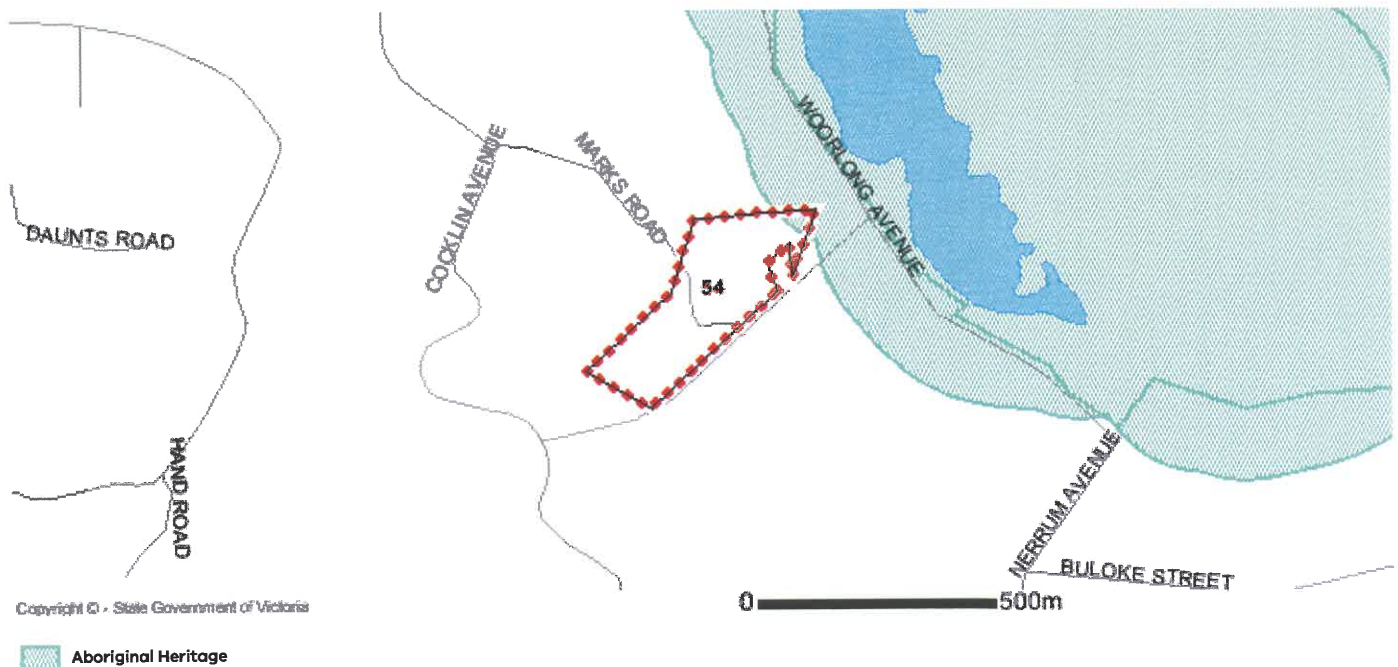 WOORLONG AVENUE
COCKLIN AVENUE
MARKS ROAD
DAUNTS ROAD
54
HAND ROAD
NERRUM AVENUE
BULOKE STREET
0 500m
Copyright © - State Government of Victoria
Aboriginal Heritage